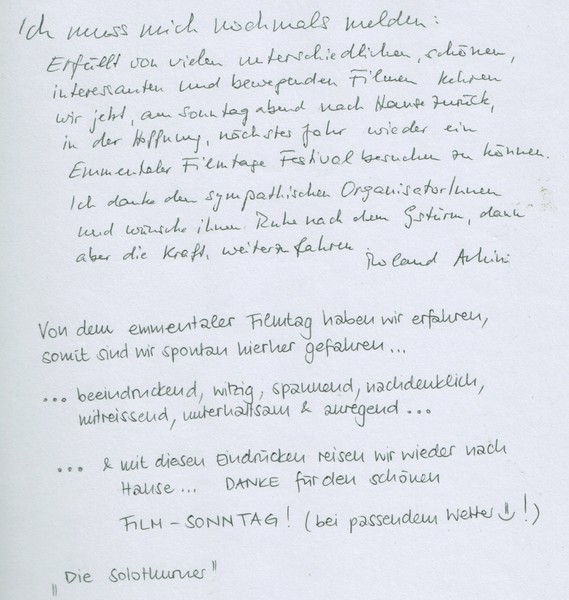 Ich muss mich nochmals melden:
Erfüllt von vielen unterschiedlichen, schönen,
interessanten und bewegenden Filmen kehren
wir jetzt, am Sonntag abend nach Hause zurück,
in der Hoffnung, nächstes Jahr wieder ein
Emmentaler Filmtage Festival besuchen zu können.
Ich danke den sympathischen OrganisatorInnen
und wünsche ihnen Ruhe nach dem Gstürm, dann
aber die Kraft, weiterzufahren.
Roland
Von dem emmentaler Filmtag haben wir erfahren,
somit sind wir spontan hierher gefahren...
... beeindruckend, witzig, spannend, nachdenklich,
mitreissend, unterhaltsam & anregend...
... & mit diesen Eindrücken reisen wir wieder nach
Hause... DANKE für den schönen
FILM-SONNTAG! (bei passendem Wetter !)
"Die Solothurner"